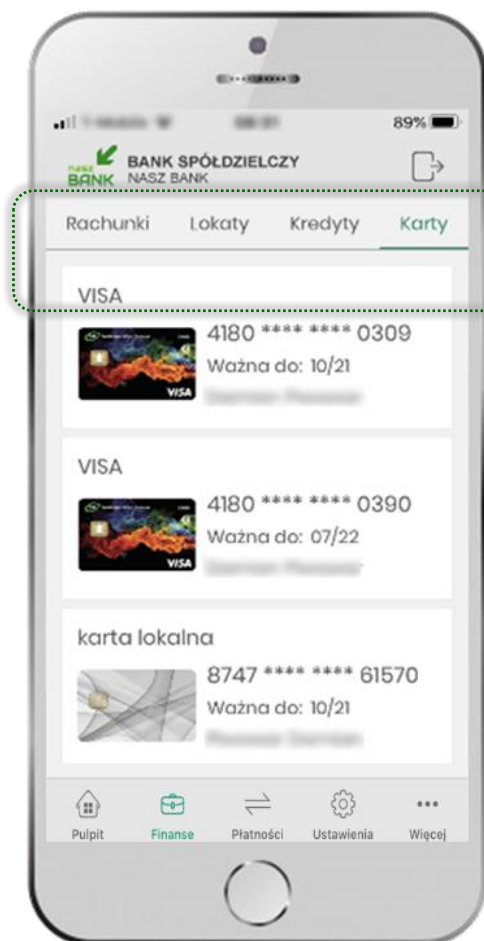 89%
nasz BANK
BANK SPÓŁDZIELCZY
NASZ BANK
Rachunki Lokaty Kredyty Karty
VISA
4180 **** **** 0309
Ważna do: 10/21
VISA
VISA
4180 **** **** 0390
Ważna do: 07/22
VISA
karta lokalna
8747 **** **** 61570
Ważna do: 10/21
Pulpit Finanse Płatności Ustawienia Więcej